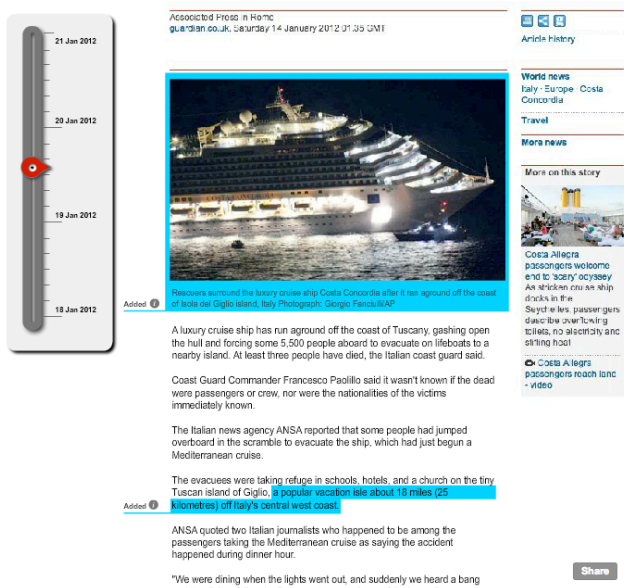 21 Jan 2012
20 Jan 2012
19 Jan 2012
18 Jan 2012
Associated Press in Rome
guardian.co.uk, Saturday 14 January 2012 01.35 GMT
Rescuers surround the luxury cruise ship Costa Concordia after it ran aground off the coast
of Isola del Giglio island, Italy Photograph: Giorgio Fanciulli/AP
Added i
A luxury cruise ship has run aground off the coast of Tuscany, gashing open
the hull and forcing some 5,500 people aboard to evacuate on lifeboats to a
nearby island. At least three people have died, the Italian coast guard said.
Coast Guard Commander Francesco Paolillo said it wasn't known if the dead
were passengers or crew, nor were the nationalities of the victims
immediately known.
The Italian news agency ANSA reported that some people had jumped
overboard in the scramble to evacuate the ship, which had just begun a
Mediterranean cruise.
The evacuees were taking refuge in schools, hotels, and a church on the tiny
Tuscan island of Giglio, a popular vacation isle about 18 miles (25
kilometres) off Italy's central west coast.
Added i
ANSA quoted two Italian journalists who happened to be among the
passengers taking the Mediterranean cruise as saying the accident
happened during dinner hour.
"We were dining when the lights went out, and suddenly we heard a bang
Article history
World news
Italy · Europe · Costa
Concordia
Travel
More news
More on this story
Costa Allegra
passengers welcome
end to 'scary' odyssey
As stricken cruise ship
docks in the
Seychelles, passengers
describe overflowing
toilets, no electricity and
stifling heat
Costa Allegra
passengers reach land
- video
Share